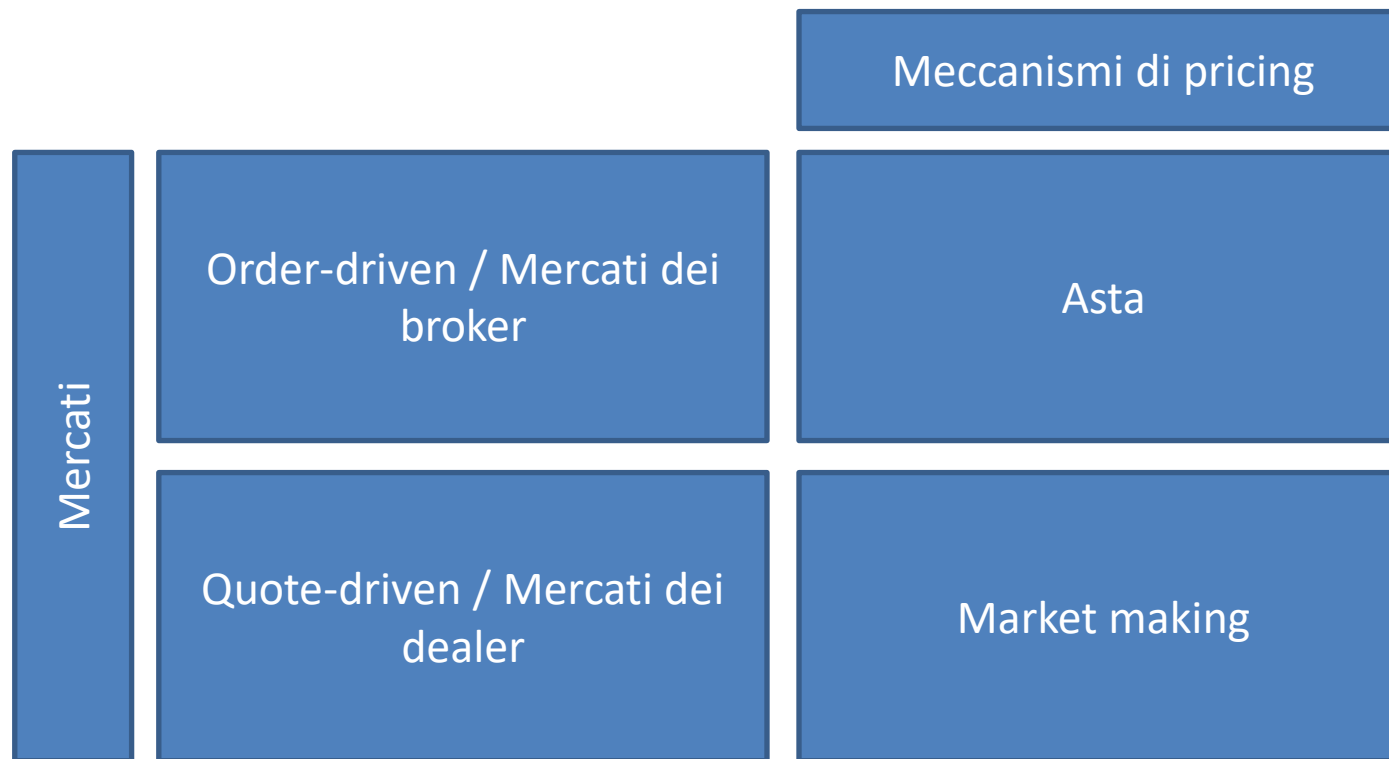 Meccanismi di pricing
Mercati
Order-driven / Mercati dei
broker
Asta
Quote-driven / Mercati dei
dealer
Market making